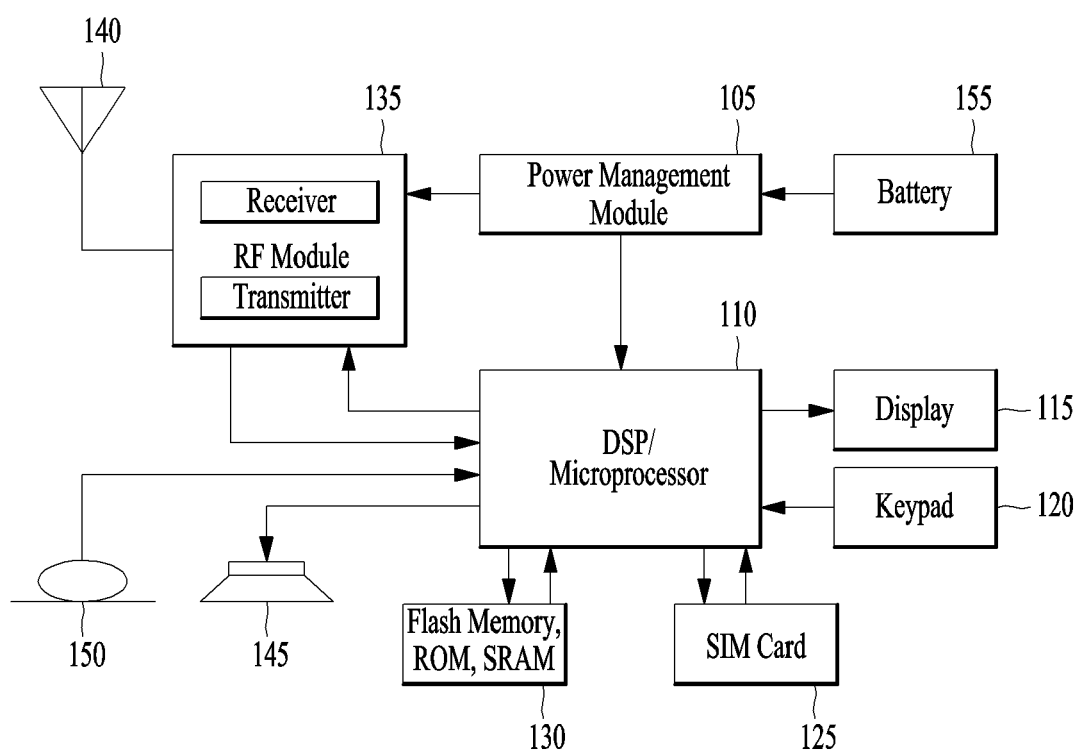 140
135
105
155
Receiver
RF Module
Transmitter
Power Management
Module
Battery
110
DSP/
Microprocessor
Display
115
Keypad
120
150
145
Flash Memory,
ROM, SRAM
130
SIM Card
125